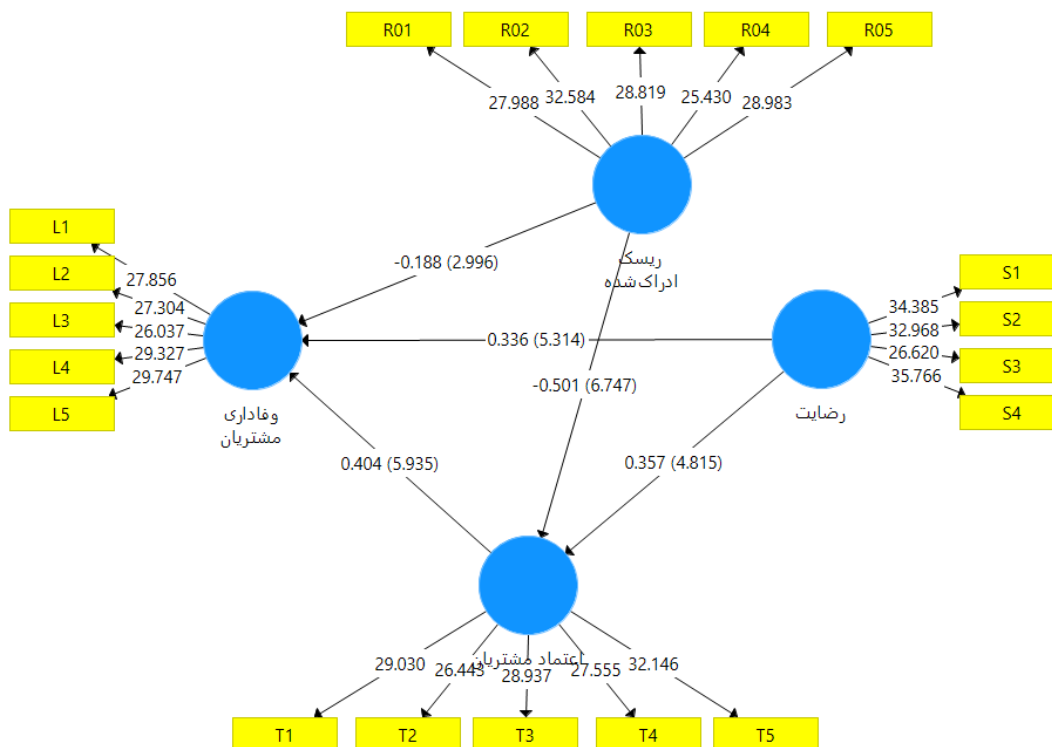 R01
R02
R03
R04
R05
27.988
32.584
28.819
25.430
28.983
L1
L2
L3
L4
L5
27.856
27.304
26.037
29.327
29.747
-0.188 (2.996)
ریسک
ادراک‌شده
S1
S2
S3
S4
34.385
32.968
26.620
35.766
0.336 (5.314)
-0.501 (6.747)
وفاداری
مشتریان
رضایت
0.404 (5.935)
0.357 (4.815)
اعتماد مشتریان
29.030
26.443
28.937
27.555
32.146
T1
T2
T3
T4
T5